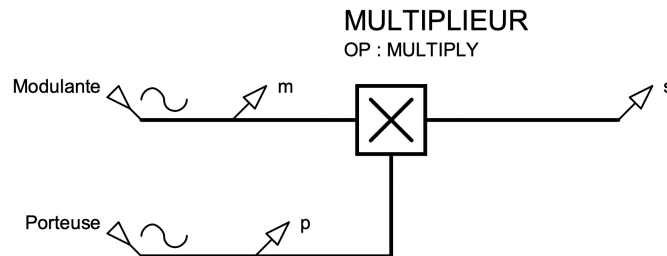 MULTIPLIEUR
OP : MULTIPLY
Modulante
m
s
Porteuse
p